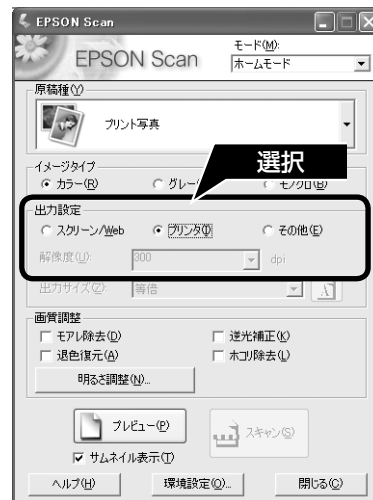 EPSON Scan
EPSON Scan
モード(M):
ホームモード
原稿種(Y)
プリント写真
イメージタイプ
選択
カラー(R) グレー モノクロ(B)
出力設定
スクリーン/Web プリンタ(I) その他(E)
解像度(U): 300 dpi
出力サイズ(Z): 等倍
画質調整
モアレ除去(D) 逆光補正(K)
退色復元(A) ホコリ除去(L)
明るさ調整(N)...
プレビュー(P) スキャン(S)
サムネイル表示(T)
ヘルプ(H) 環境設定(O)... 閉じる(C)